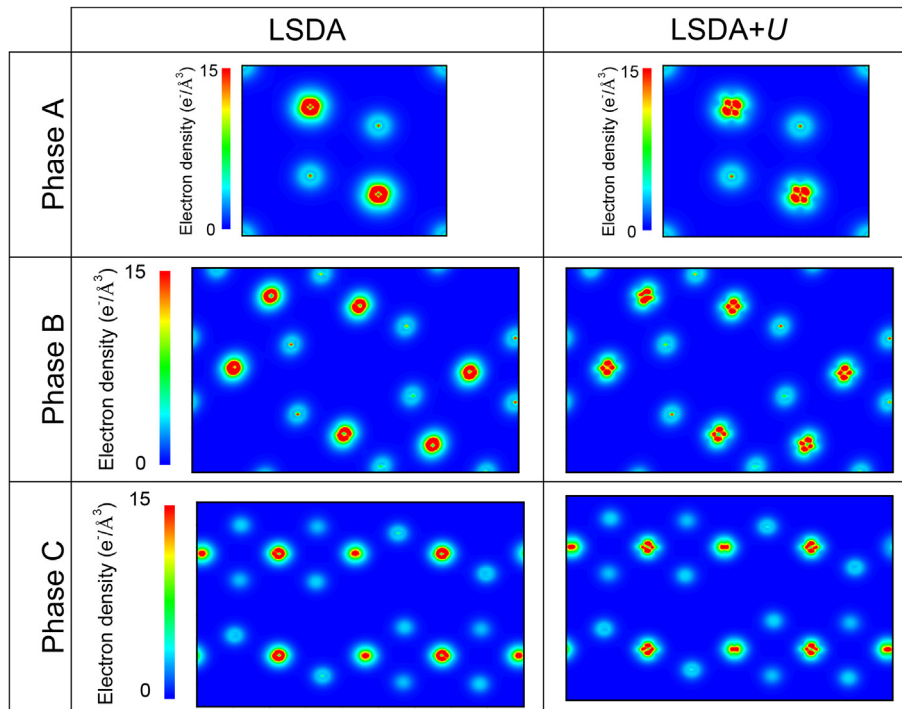 LSDA
LSDA+U
Phase A
15
Electron density (e⁻/Å³)
0
15
Electron density (e⁻/Å³)
0
Phase B
15
Electron density (e⁻/Å³)
0
Phase C
15
Electron density (e⁻/Å³)
0